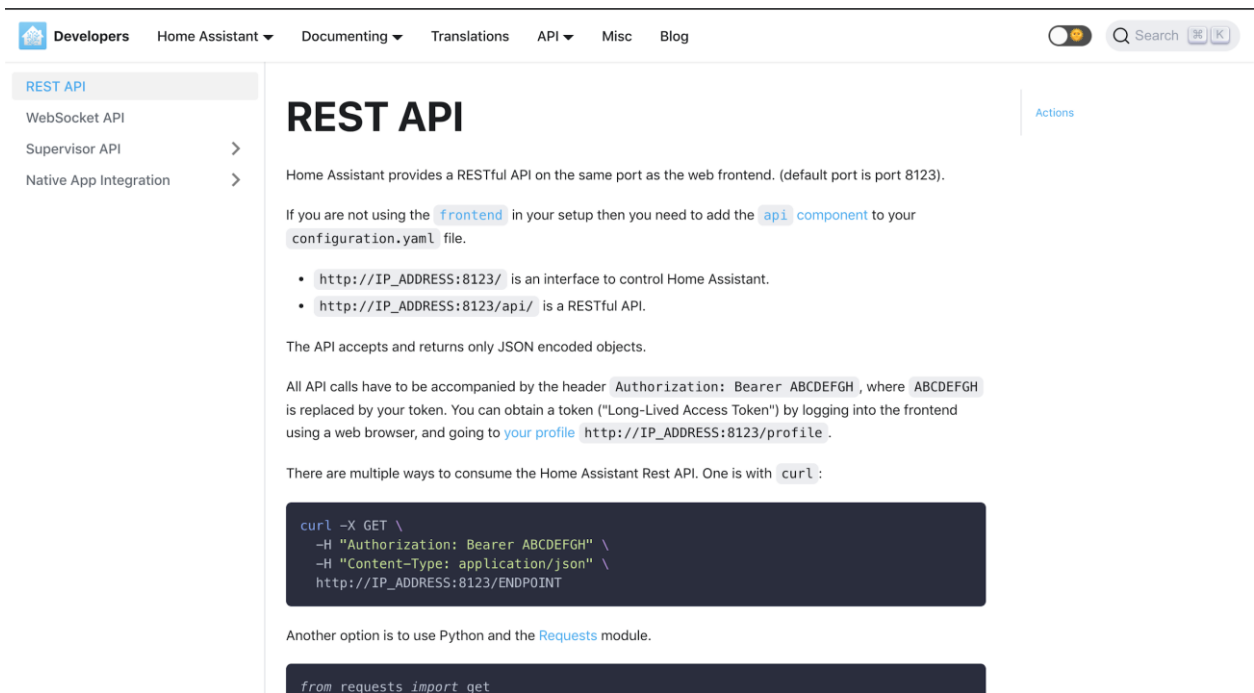 Developers Home Assistant Documenting Translations API Misc Blog Search ⌘ K
REST API
WebSocket API
Supervisor API
Native App Integration
REST API
Actions
Home Assistant provides a RESTful API on the same port as the web frontend. (default port is port 8123).
If you are not using the frontend in your setup then you need to add the api component to your
configuration.yaml file.
• http://IP_ADDRESS:8123/ is an interface to control Home Assistant.
• http://IP_ADDRESS:8123/api/ is a RESTful API.
The API accepts and returns only JSON encoded objects.
All API calls have to be accompanied by the header Authorization: Bearer ABCDEFGH, where ABCDEFGH
is replaced by your token. You can obtain a token ("Long-Lived Access Token") by logging into the frontend
using a web browser, and going to your profile http://IP_ADDRESS:8123/profile.
There are multiple ways to consume the Home Assistant Rest API. One is with curl:
curl -X GET \
-H "Authorization: Bearer ABCDEFGH" \
-H "Content-Type: application/json" \
http://IP_ADDRESS:8123/ENDPOINT
Another option is to use Python and the Requests module.
from requests import get